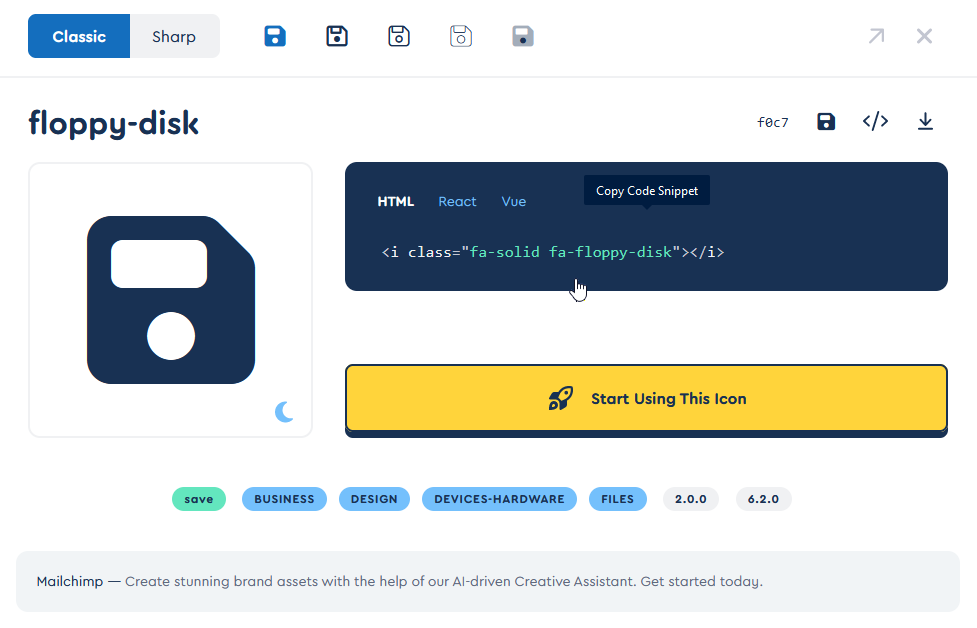 Classic
Sharp
floppy-disk
f0c7
HTML
React
Vue
Copy Code Snippet
<i class="fa-solid fa-floppy-disk"></i>
Start Using This Icon
save
BUSINESS
DESIGN
DEVICES-HARDWARE
FILES
2.0.0
6.2.0
Mailchimp — Create stunning brand assets with the help of our AI-driven Creative Assistant. Get started today.